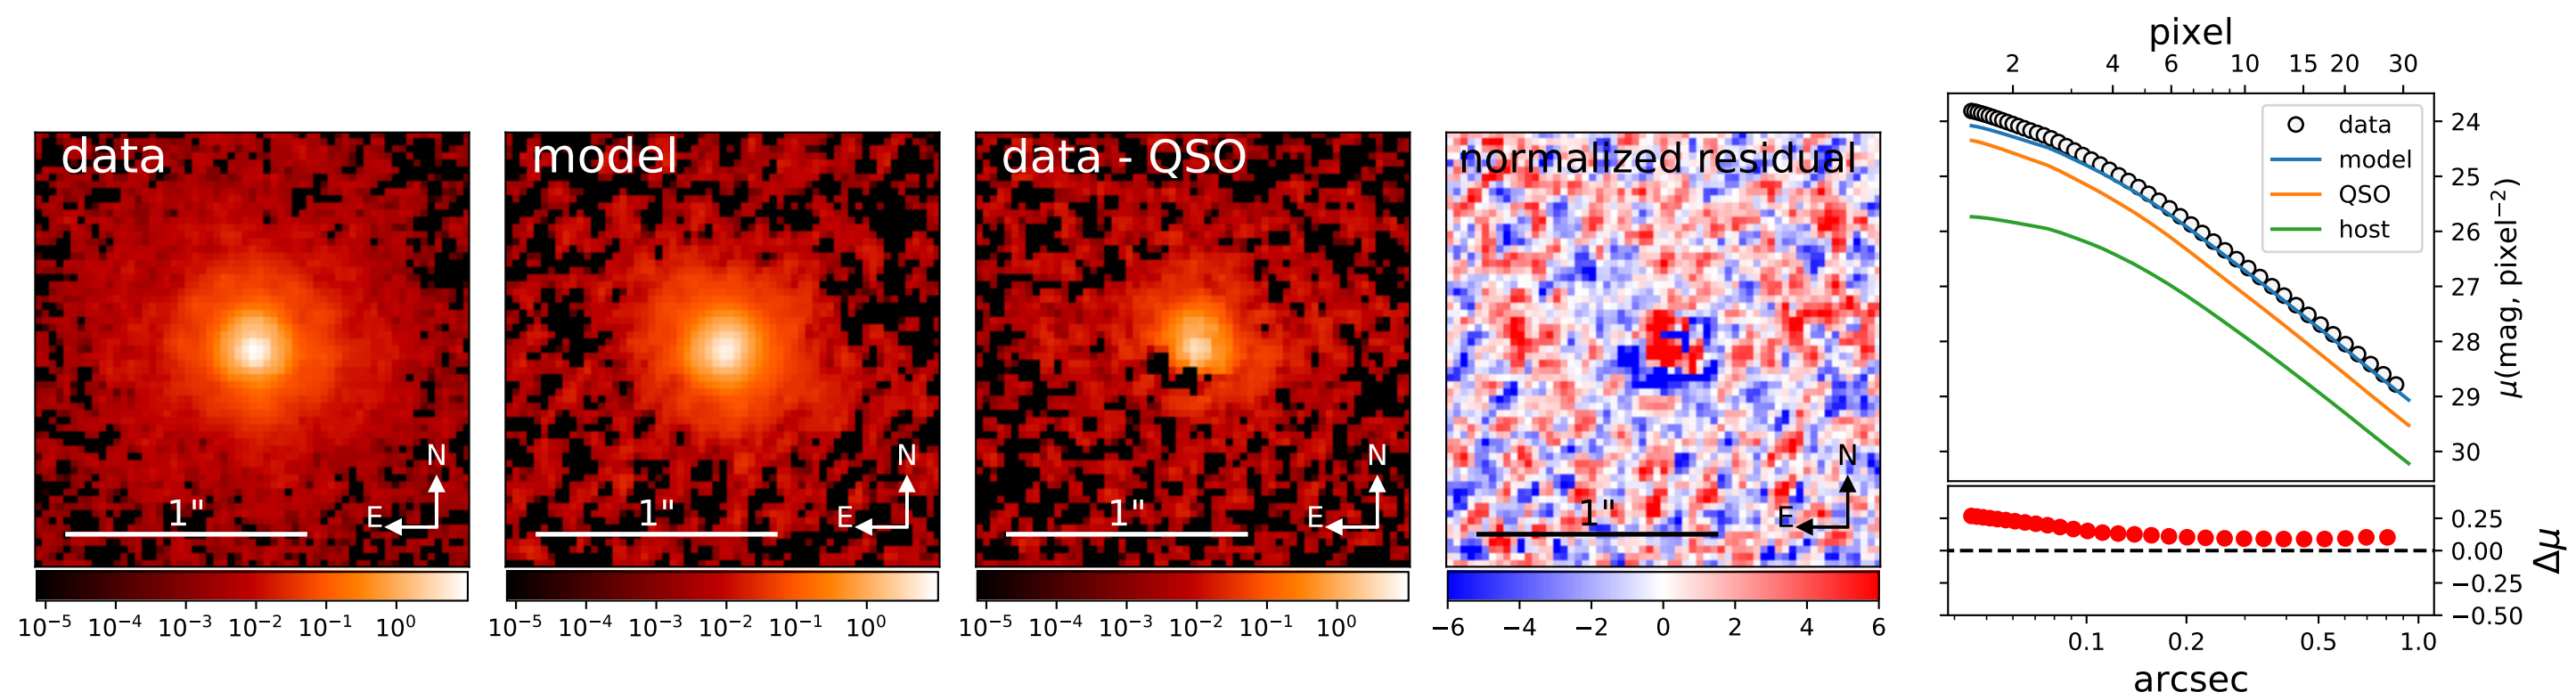 data
N
E
1"
10⁻⁵ 10⁻⁴ 10⁻³ 10⁻² 10⁻¹ 10⁰
model
N
E
1"
10⁻⁵ 10⁻⁴ 10⁻³ 10⁻² 10⁻¹ 10⁰
data - QSO
N
E
1"
10⁻⁵ 10⁻⁴ 10⁻³ 10⁻² 10⁻¹ 10⁰
normalized residual
N
E
1"
−6 −4 −2 0 2 4 6
pixel
2 4 6 10 15 20 30
data
model
QSO
host
24
25
26
27
28
29
30
μ(mag, pixel⁻²)
0.25
0.00
−0.25
−0.50
Δμ
0.1 0.2 0.5 1.0
arcsec